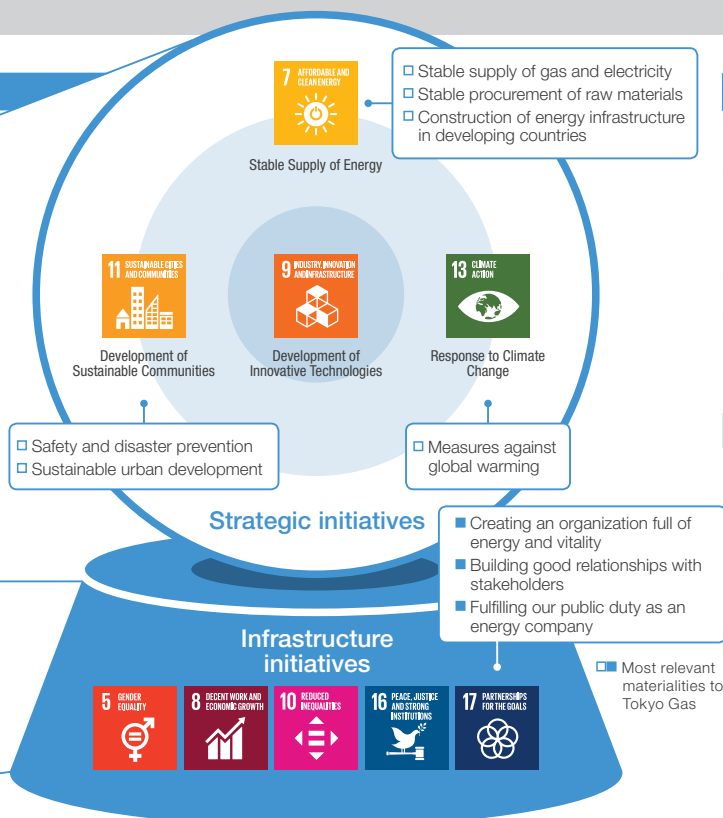 7 AFFORDABLE AND
CLEAN ENERGY
Stable Supply of Energy
□ Stable supply of gas and electricity
□ Stable procurement of raw materials
□ Construction of energy infrastructure
in developing countries
11 SUSTAINABLE CITIES
AND COMMUNITIES
Development of
Sustainable Communities
9 INDUSTRY, INNOVATION
AND INFRASTRUCTURE
Development of
Innovative Technologies
13 CLIMATE
ACTION
Response to Climate
Change
□ Safety and disaster prevention
□ Sustainable urban development
□ Measures against
global warming
Strategic initiatives
■ Creating an organization full of
energy and vitality
■ Building good relationships with
stakeholders
■ Fulfilling our public duty as an
energy company
Infrastructure
initiatives
5 GENDER
EQUALITY
8 DECENT WORK AND
ECONOMIC GROWTH
10 REDUCED
INEQUALITIES
16 PEACE, JUSTICE
AND STRONG
INSTITUTIONS
17 PARTNERSHIPS
FOR THE GOALS
□■ Most relevant
materialities to
Tokyo Gas